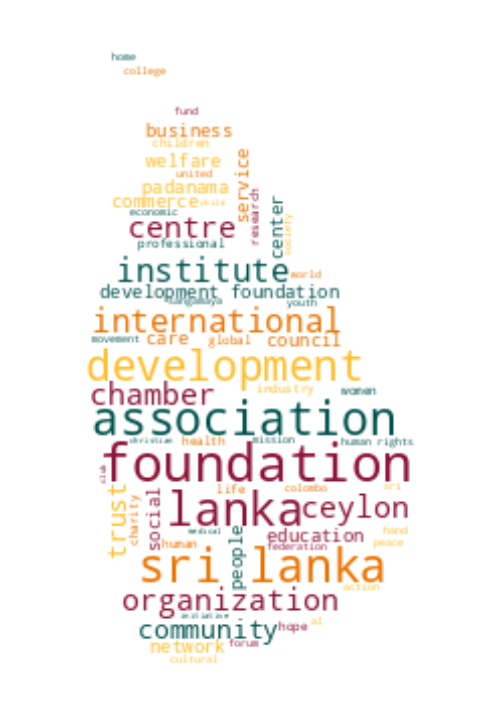 home
college
fund
business
children
welfare
united
service
padanama
research
commerce child
economic
center
society
centre
professional
institute world
development foundation
sangamaya youth
international
movement care global council
development
chamber industry women
association
christian health mission human rights
foundation
club
trust
charity
social
life colombo sri
lanka ceylon
medical education hand
people
human federation peace
sri lanka
action
organization
initiative
community hope al
network forum
cultural